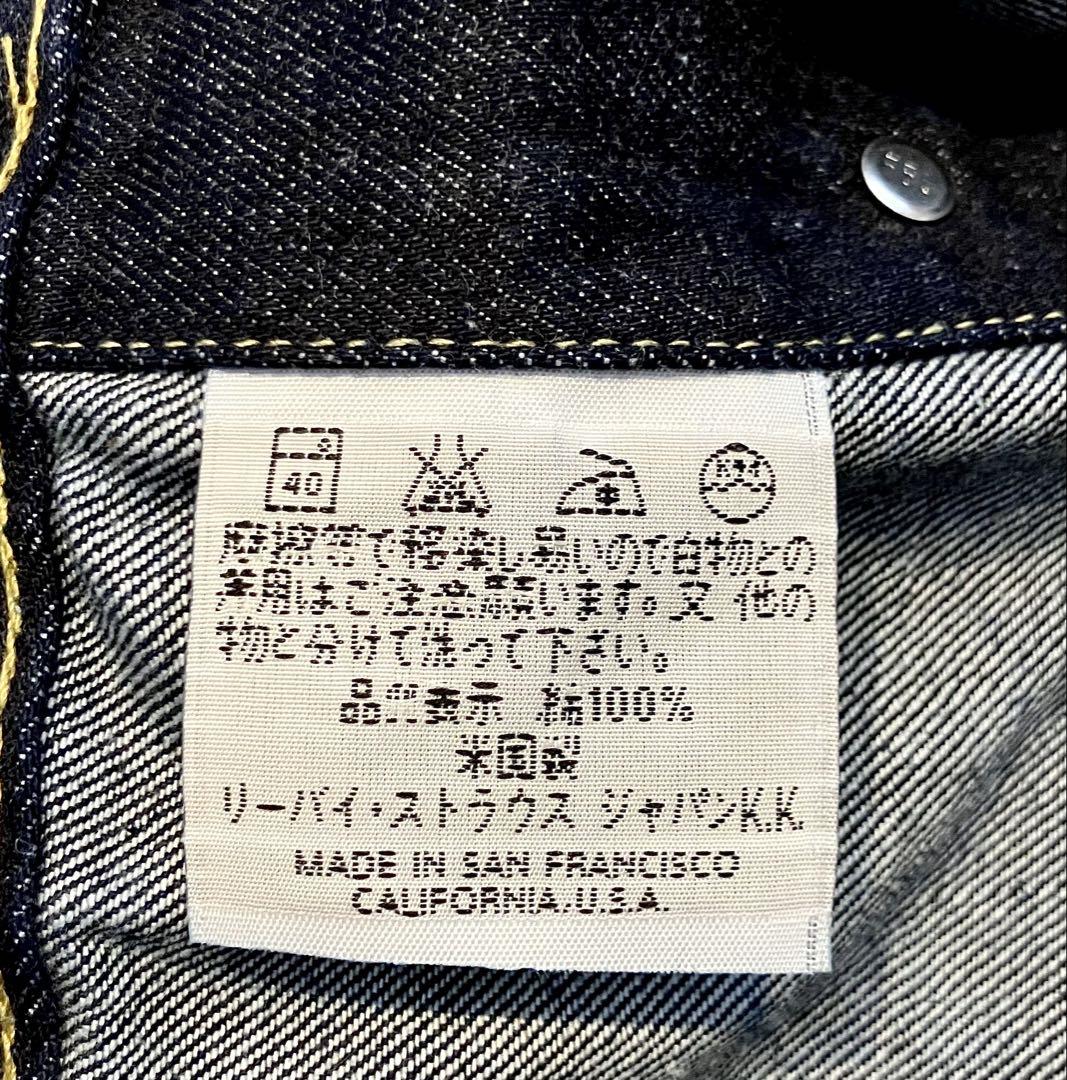 40
摩擦等で移染し易いので白物との
着用はご注意願います。又 他の
物と分けて洗って下さい。
品質表示 綿100%
米国製
リーバイ・ストラウス ジャパンK.K.
MADE IN SAN FRANCISCO
CALIFORNIA.U.S.A.